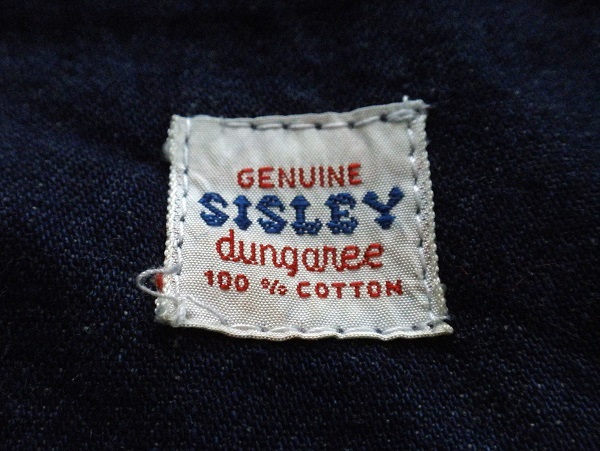 GENUINE
SISLEY
dungaree
100 % COTTON